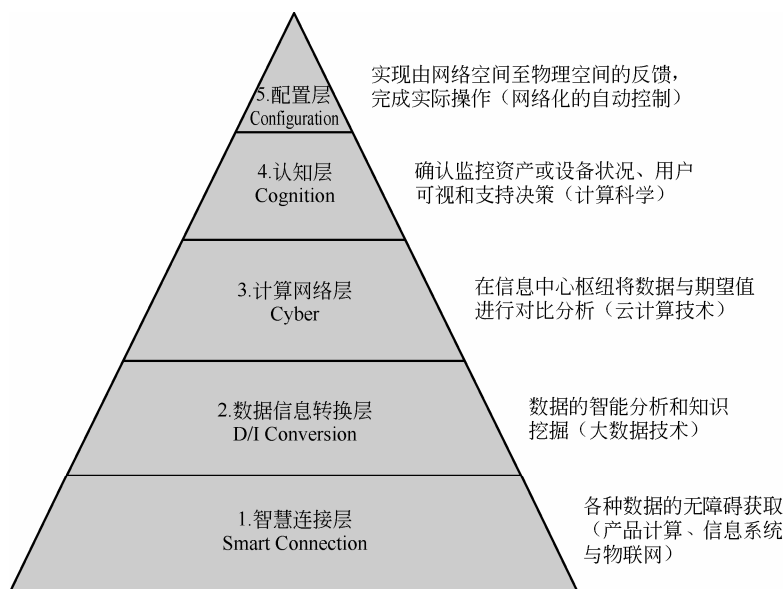 5.配置层
Configuration
实现由网络空间至物理空间的反馈，
完成实际操作（网络化的自动控制）
4.认知层
Cognition
确认监控资产或设备状况、用户
可视和支持决策（计算科学）
3.计算网络层
Cyber
在信息中心枢纽将数据与期望值
进行对比分析（云计算技术）
2.数据信息转换层
D/I Conversion
数据的智能分析和知识
挖掘（大数据技术）
1.智慧连接层
Smart Connection
各种数据的无障碍获取
（产品计算、信息系统
与物联网）